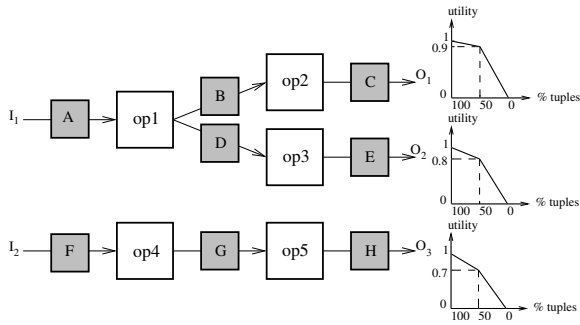 utility
1
0.9
0
100 50 0
% tuples
I1 A op1 B op2 C O1
D op3 E O2
utility
1
0.8
0
100 50 0
% tuples
I2 F op4 G op5 H O3
utility
1
0.7
0
100 50 0
% tuples